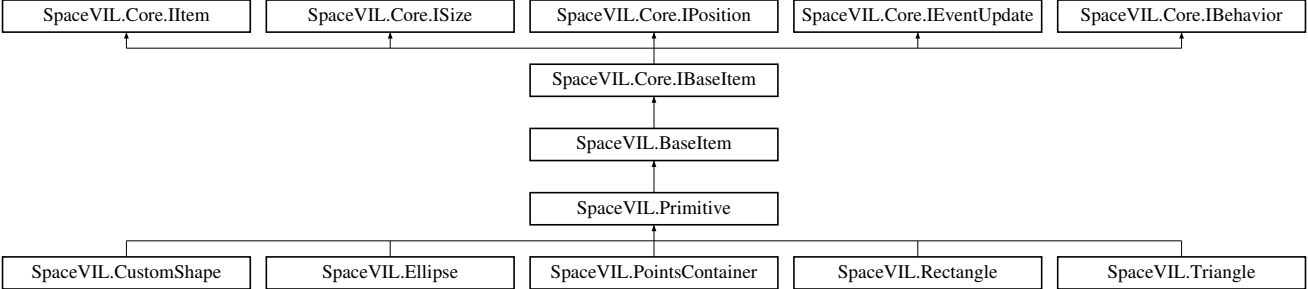 SpaceVIL.Core.IItem
SpaceVIL.Core.ISize
SpaceVIL.Core.IPosition
SpaceVIL.Core.IEventUpdate
SpaceVIL.Core.IBehavior
SpaceVIL.Core.IBaseItem
SpaceVIL.BaseItem
SpaceVIL.Primitive
SpaceVIL.CustomShape
SpaceVIL.Ellipse
SpaceVIL.PointsContainer
SpaceVIL.Rectangle
SpaceVIL.Triangle